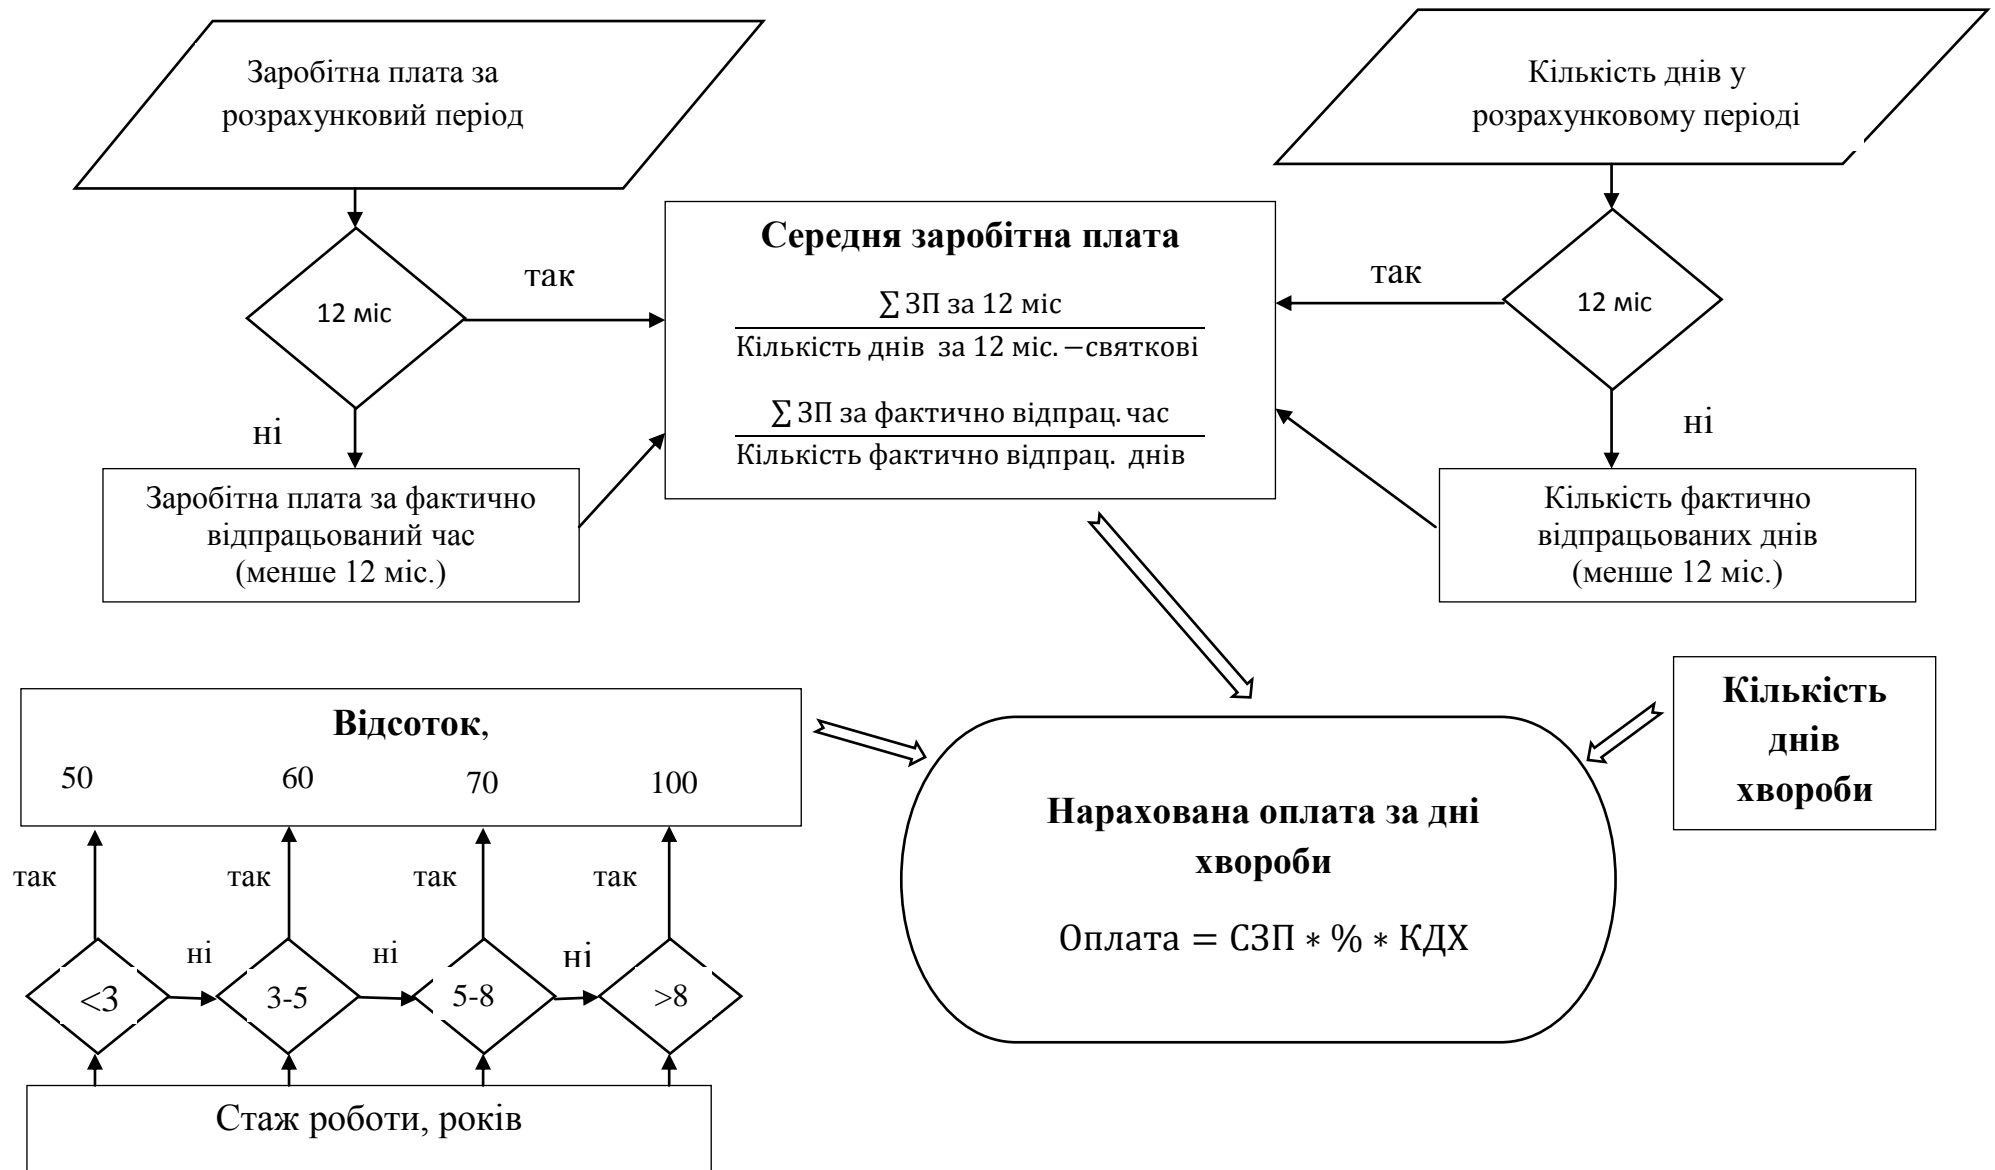 Заробітна плата за
розрахунковий період
Кількість днів у
розрахунковому періоді
12 міс
так
ні
Середня заробітна плата
∑ ЗП за 12 міс
Кількість днів за 12 міс. −святкові
∑ ЗП за фактично відпрац. час
Кількість фактично відпрац. днів
так
12 міс
ні
Заробітна плата за фактично
відпрацьований час
(менше 12 міс.)
Кількість фактично
відпрацьованих днів
(менше 12 міс.)
Відсоток,
50 60 70 100
так так так так
ні ні ні
<3 3-5 5-8 >8
Стаж роботи, років
Кількість
днів
хвороби
Нарахована оплата за дні
хвороби
Оплата = СЗП ∗ % ∗ КДХ